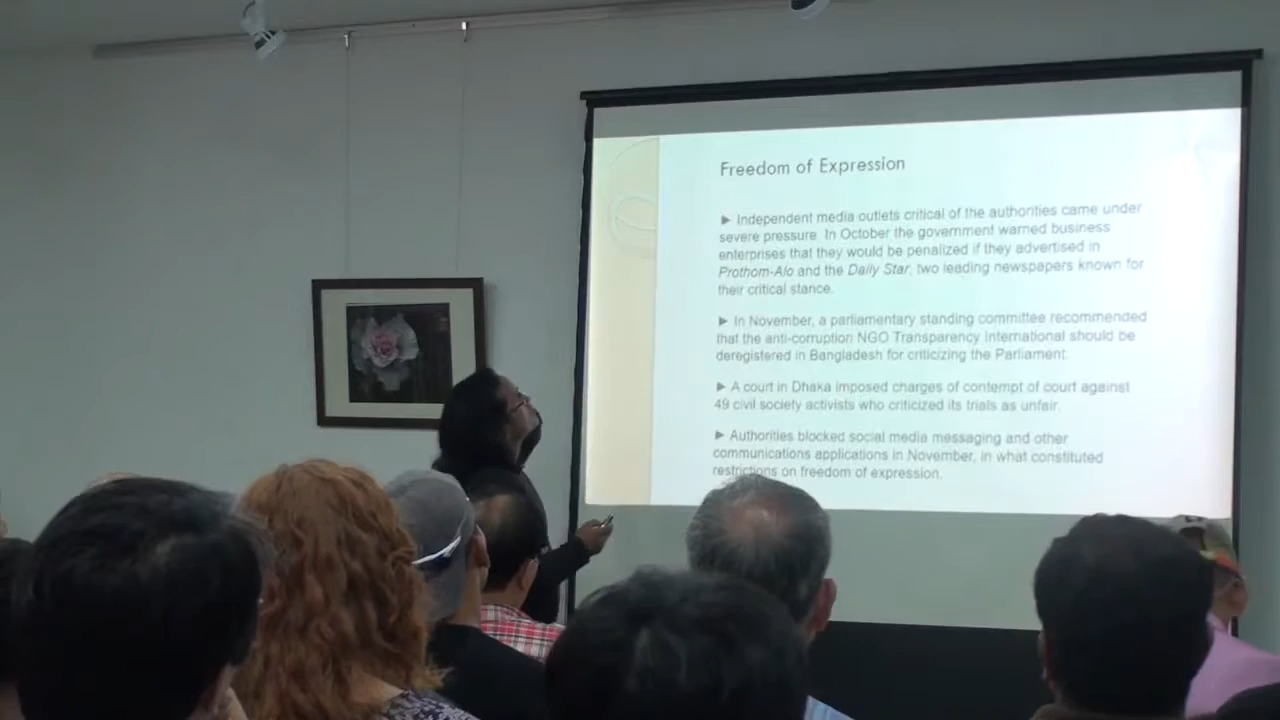 Freedom of Expression
► Independent media outlets critical of the authorities came under
severe pressure. In October the government warned business
enterprises that they would be penalized if they advertised in
Prothom-Alo and the Daily Star, two leading newspapers known for
their critical stance.
► In November, a parliamentary standing committee recommended
that the anti-corruption NGO Transparency International should be
deregistered in Bangladesh for criticizing the Parliament.
► A court in Dhaka imposed charges of contempt of court against
49 civil society activists who criticized its trials as unfair.
► Authorities blocked social media messaging and other
communications applications in November, in what constituted
restrictions on freedom of expression.